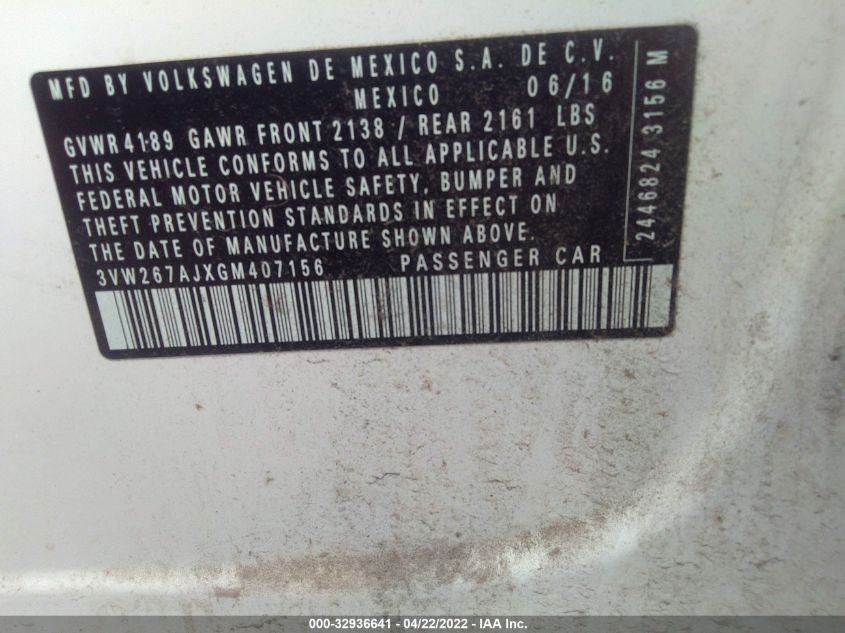 MFD BY VOLKSWAGEN DE MEXICO S.A. DE C.V.
MEXICO 06/16
GVWR 4189 GAWR FRONT 2138 / REAR 2161 LBS
THIS VEHICLE CONFORMS TO ALL APPLICABLE U.S.
FEDERAL MOTOR VEHICLE SAFETY, BUMPER AND
THEFT PREVENTION STANDARDS IN EFFECT ON
THE DATE OF MANUFACTURE SHOWN ABOVE.
3VW267AJXGM407156 PASSENGER CAR
2446824 3156 M
000-32936641 - 04/22/2022 - IAA Inc.